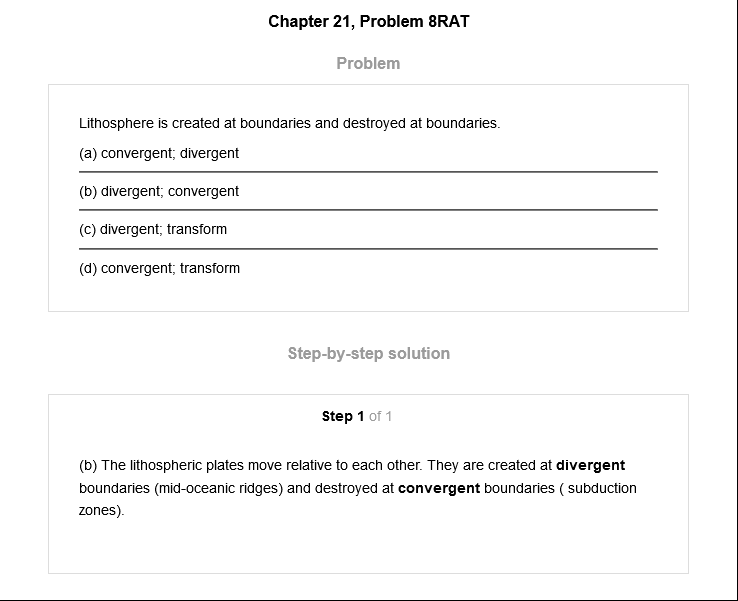 Chapter 21, Problem 8RAT
Problem
Lithosphere is created at boundaries and destroyed at boundaries.
(a) convergent; divergent
(b) divergent; convergent
(c) divergent; transform
(d) convergent; transform
Step-by-step solution
Step 1 of 1
(b) The lithospheric plates move relative to each other. They are created at divergent
boundaries (mid-oceanic ridges) and destroyed at convergent boundaries ( subduction
zones).